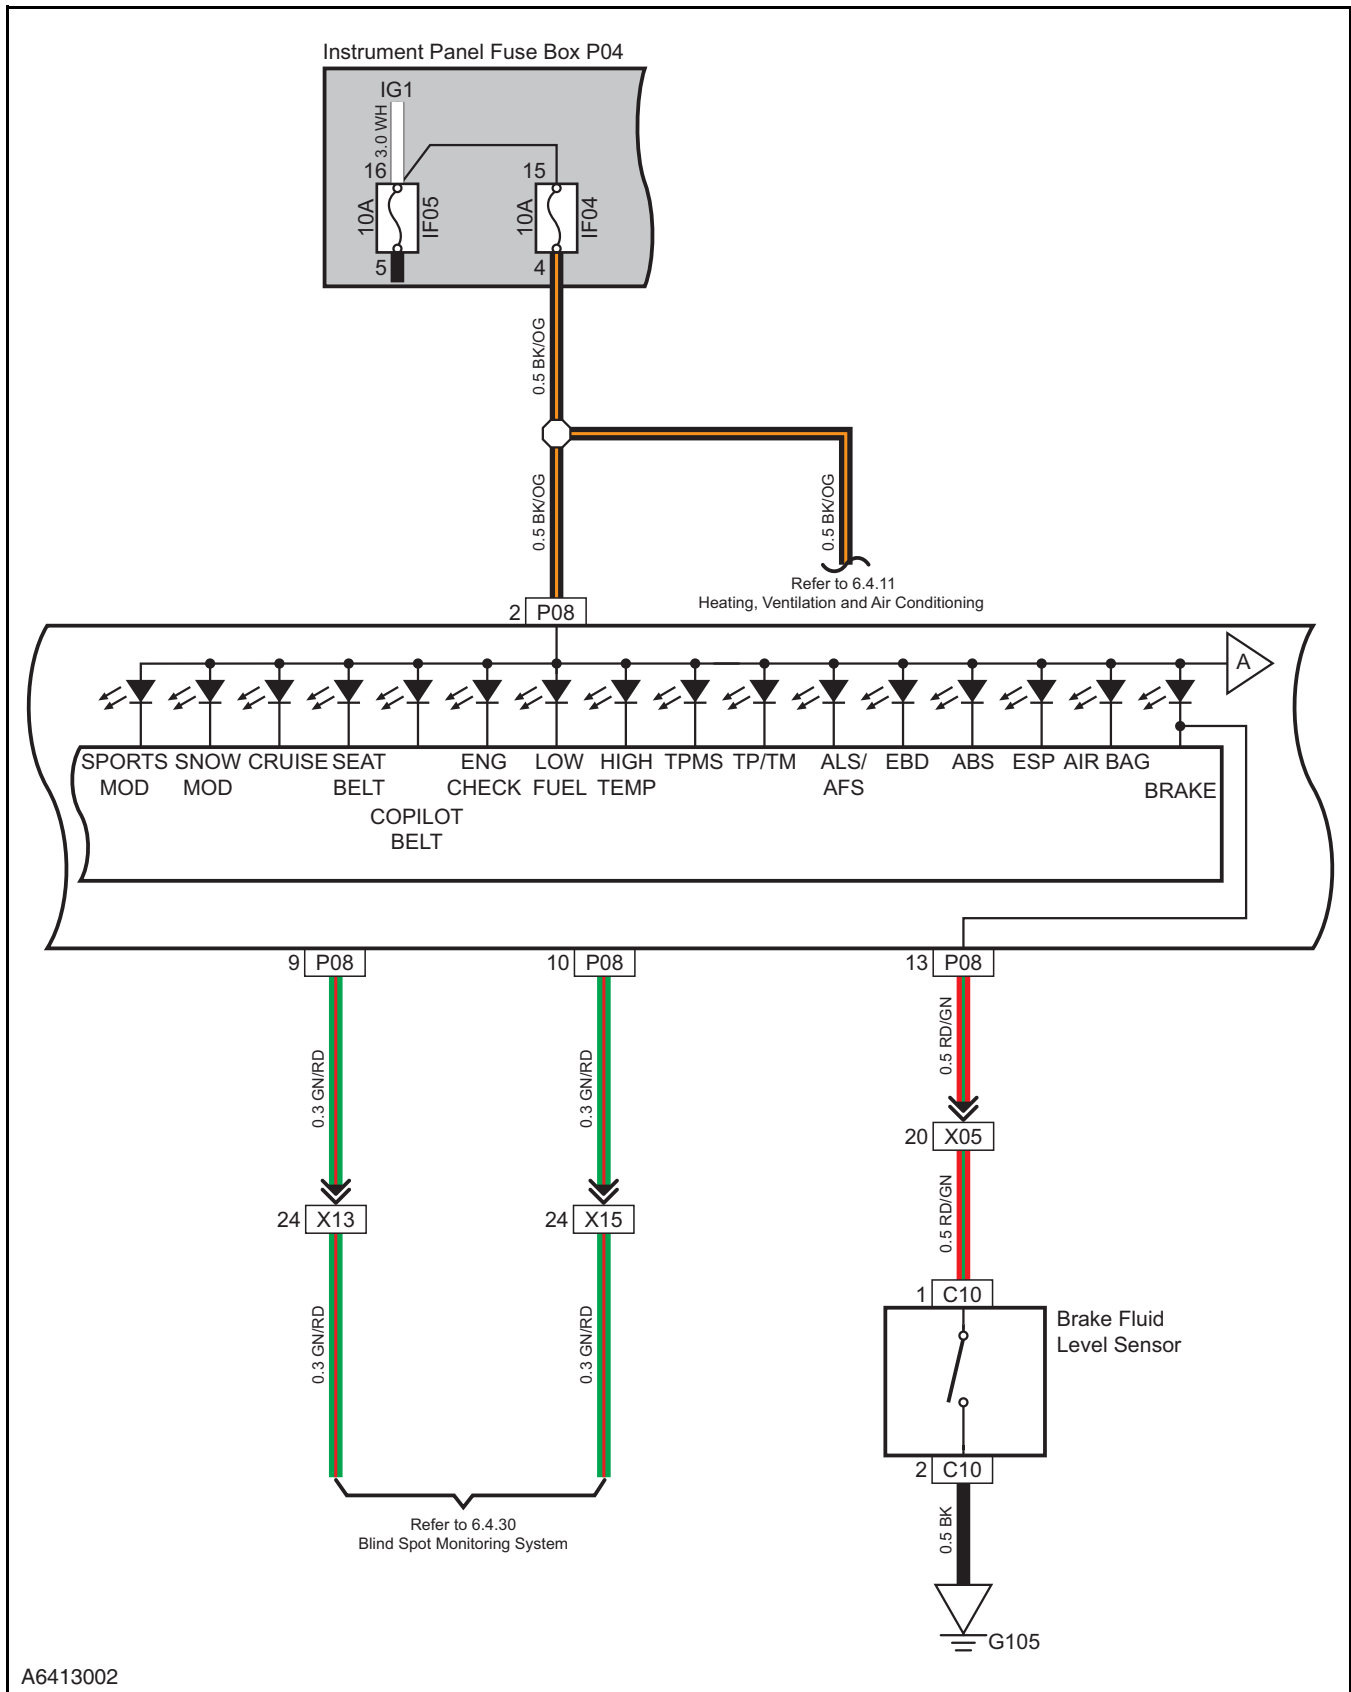 Instrument Panel Fuse Box P04
IG1
3.0 WH
16
15
10A
IF05
10A
IF04
5
4
0.5 BK/OG
0.5 BK/OG
0.5 BK/OG
Refer to 6.4.11
Heating, Ventilation and Air Conditioning
2 P08
A
SPORTS MOD
SNOW MOD
CRUISE
SEAT BELT
COPILOT BELT
ENG CHECK
LOW FUEL
HIGH TEMP
TPMS
TP/TM
ALS/ AFS
EBD
ABS
ESP
AIR BAG
BRAKE
9 P08
10 P08
13 P08
0.3 GN/RD
0.3 GN/RD
0.5 RD/GN
20 X05
24 X13
24 X15
0.5 RD/GN
0.3 GN/RD
0.3 GN/RD
1 C10
Brake Fluid
Level Sensor
2 C10
Refer to 6.4.30
Blind Spot Monitoring System
0.5 BK
G105
A6413002